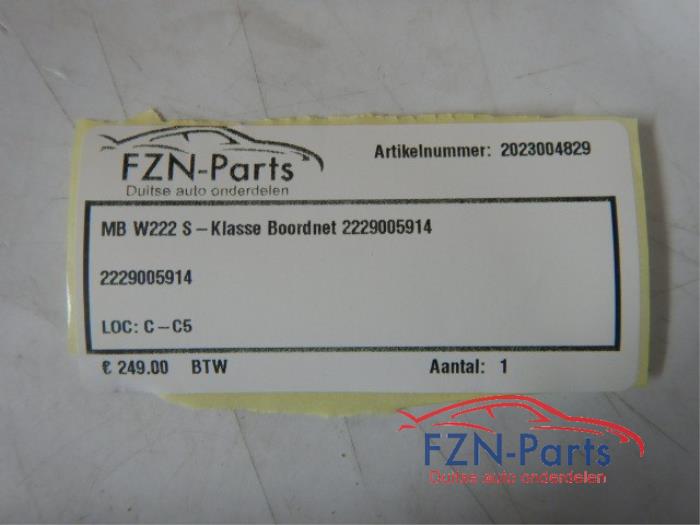 FZN-Parts
Duitse auto onderdelen
Artikelnummer: 2023004829
MB W222 S-Klasse Boordnet 2229005914
2229005914
LOC: C-C5
€ 249.00 BTW Aantal: 1
FZN-Parts
Duitse auto onderdelen